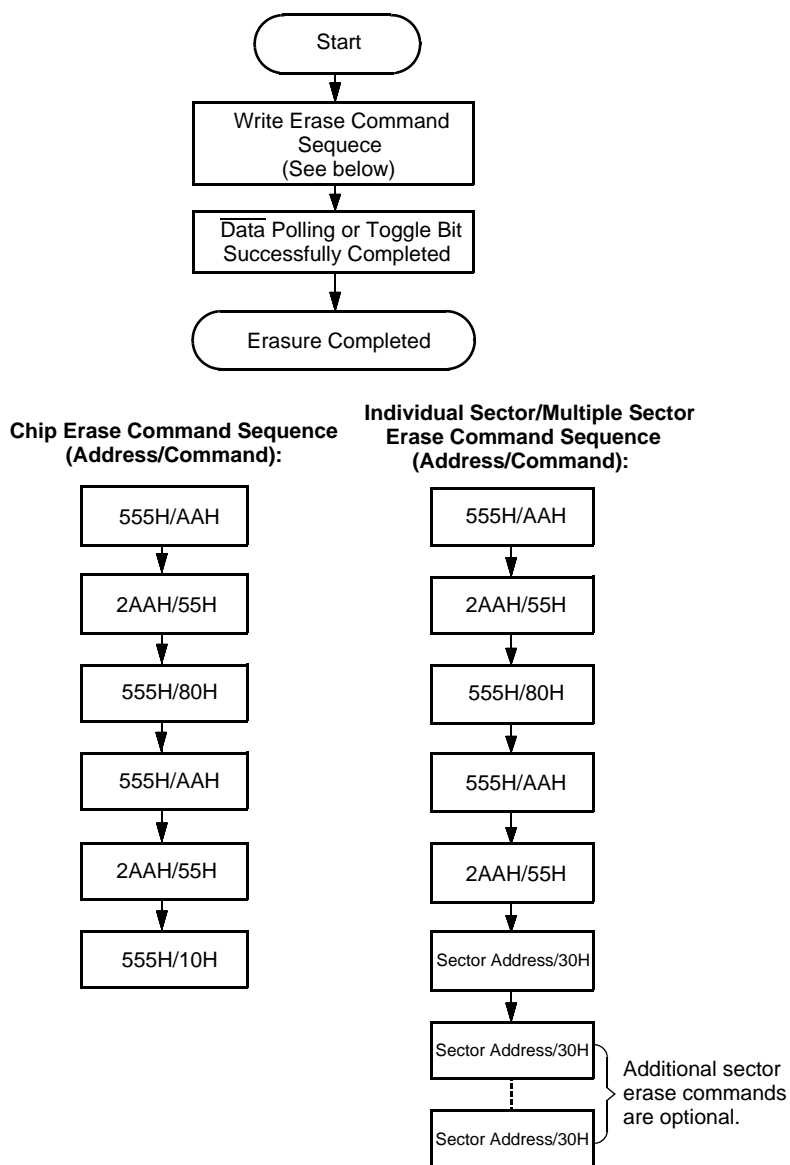 Start
Write Erase Command
Sequece
(See below)
Data Polling or Toggle Bit
Successfully Completed
Erasure Completed
Chip Erase Command Sequence
(Address/Command):
555H/AAH
2AAH/55H
555H/80H
555H/AAH
2AAH/55H
555H/10H
Individual Sector/Multiple Sector
Erase Command Sequence
(Address/Command):
555H/AAH
2AAH/55H
555H/80H
555H/AAH
2AAH/55H
Sector Address/30H
Sector Address/30H
Sector Address/30H
Additional sector
erase commands
are optional.